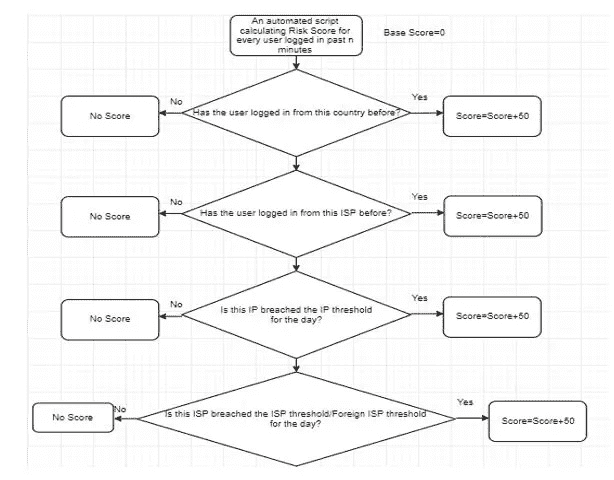 An automated script
calculating Risk Score for
every user logged in past n
minutes
Base Score=0
No
Yes
No Score
Has the user logged in from this country before?
Score=Score+50
No
Yes
No Score
Has the user logged in from this ISP before?
Score=Score+50
No
Yes
No Score
Is this IP breached the IP threshold
for the day?
Score=Score+50
No
Yes
No Score
Is this ISP breached the ISP threshold/Foreign ISP threshold
for the day?
Score=Score+50